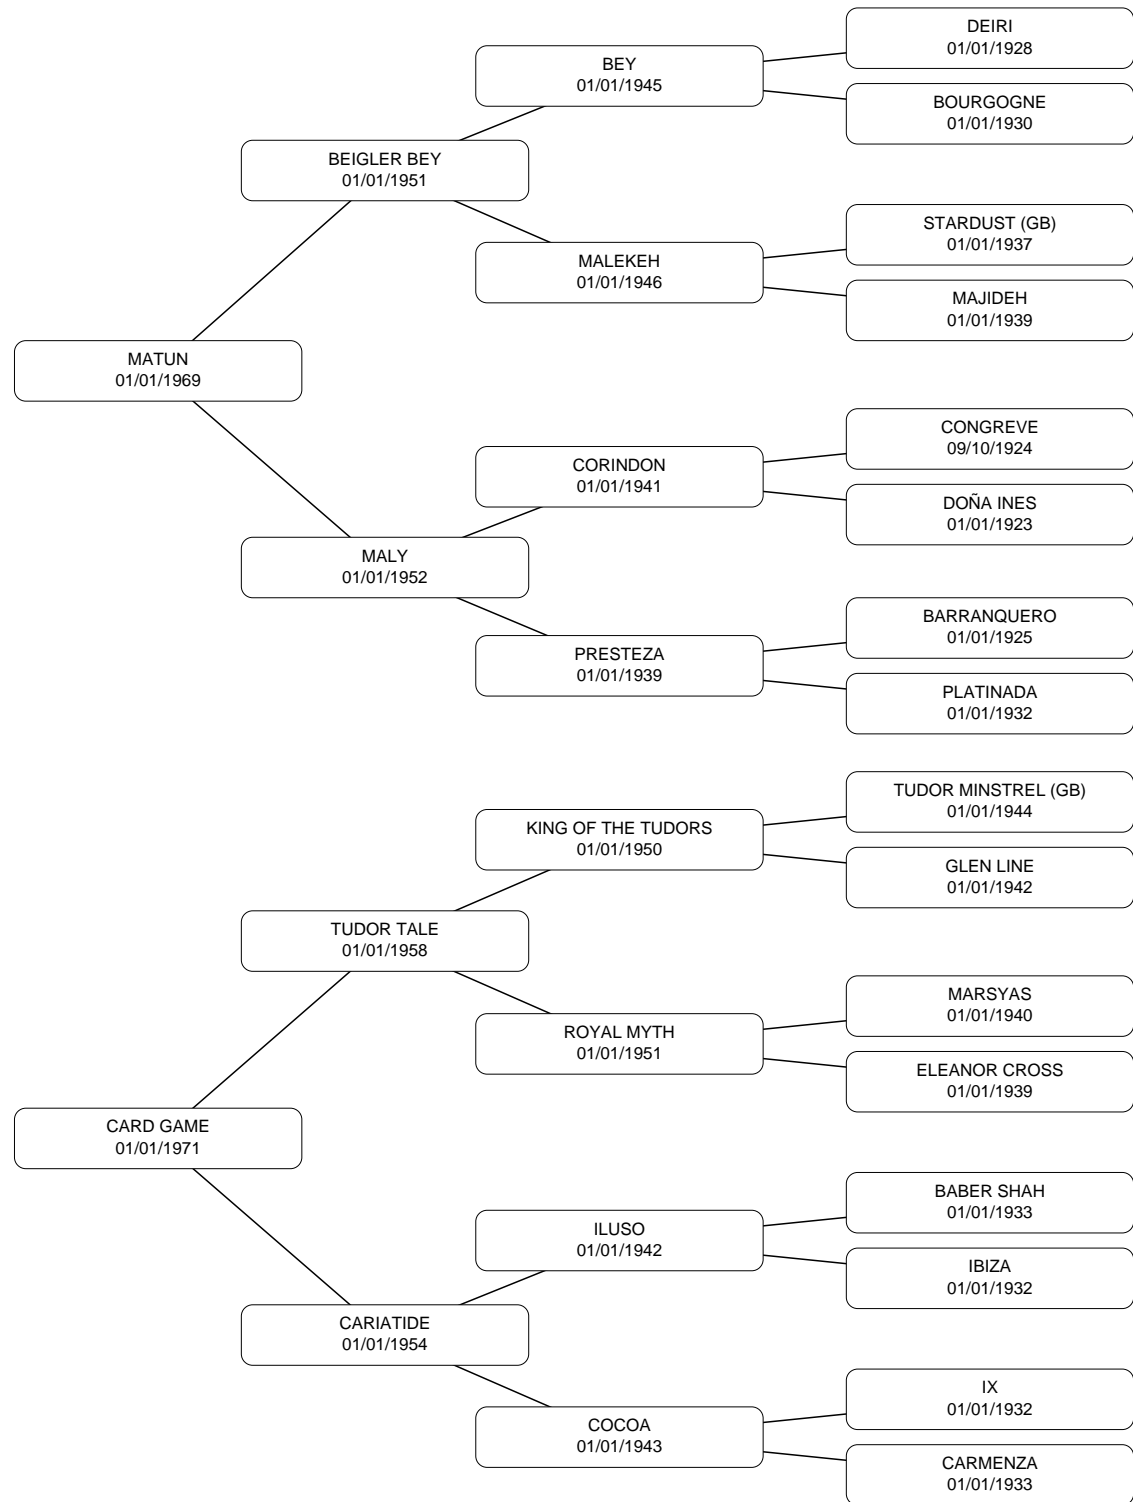 DEIRI
01/01/1928
BEY
01/01/1945
BOURGOGNE
01/01/1930
BEIGLER BEY
01/01/1951
STARDUST (GB)
01/01/1937
MALEKEH
01/01/1946
MAJIDEH
01/01/1939
MATUN
01/01/1969
CONGREVE
09/10/1924
CORINDON
01/01/1941
DOÑA INES
01/01/1923
MALY
01/01/1952
BARRANQUERO
01/01/1925
PRESTEZA
01/01/1939
PLATINADA
01/01/1932
TUDOR MINSTREL (GB)
01/01/1944
KING OF THE TUDORS
01/01/1950
GLEN LINE
01/01/1942
TUDOR TALE
01/01/1958
MARSYAS
01/01/1940
ROYAL MYTH
01/01/1951
ELEANOR CROSS
01/01/1939
CARD GAME
01/01/1971
BABER SHAH
01/01/1933
ILUSO
01/01/1942
IBIZA
01/01/1932
CARIATIDE
01/01/1954
IX
01/01/1932
COCOA
01/01/1943
CARMENZA
01/01/1933